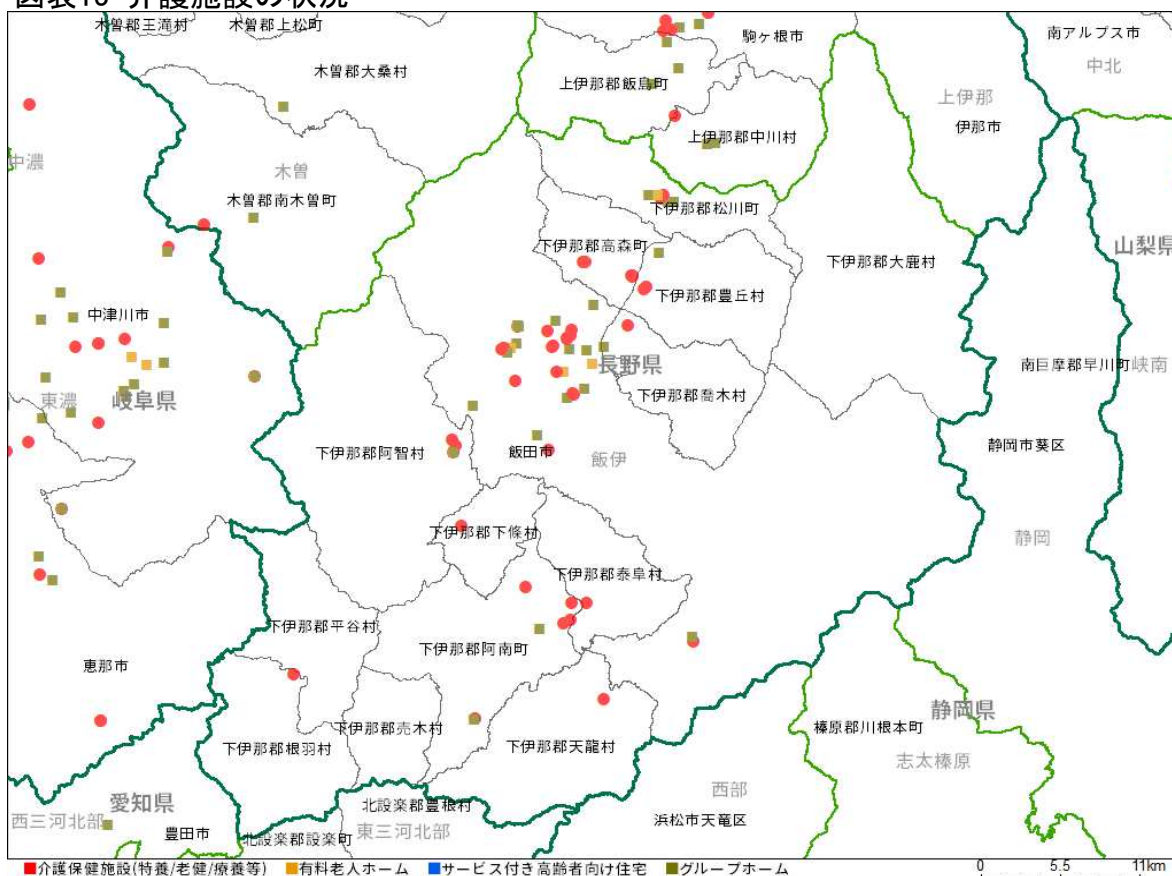 図表10 介護施設の状況
木曽郡王滝村 木曽郡上松町
駒ヶ根市
南アルプス市
木曽郡大桑村
中北
上伊那郡飯島町
上伊那
伊那市
上伊那郡中川村
中濃
木曽
木曽郡南木曽町
下伊那郡松川町
下伊那郡高森町
山梨県
下伊那郡大鹿村
下伊那郡豊丘村
中津川市
長野県
南巨摩郡早川町
峡南
下伊那郡喬木村
東濃
岐阜県
静岡市葵区
下伊那郡阿智村
飯田市
飯伊
下伊那郡下條村
静岡
下伊那郡泰阜村
下伊那郡平谷村
下伊那郡阿南町
恵那市
静岡県
下伊那郡売木村
榛原郡川根本町
下伊那郡根羽村
下伊那郡天龍村
志太榛原
西部
愛知県
北設楽郡豊根村
西三河北部
浜松市天竜区
豊田市
東三河北部
北設楽郡設楽町
介護保健施設(特養/老健/療養等) 有料老人ホーム サービス付き高齢者向け住宅 グループホーム
0 5.5 11km